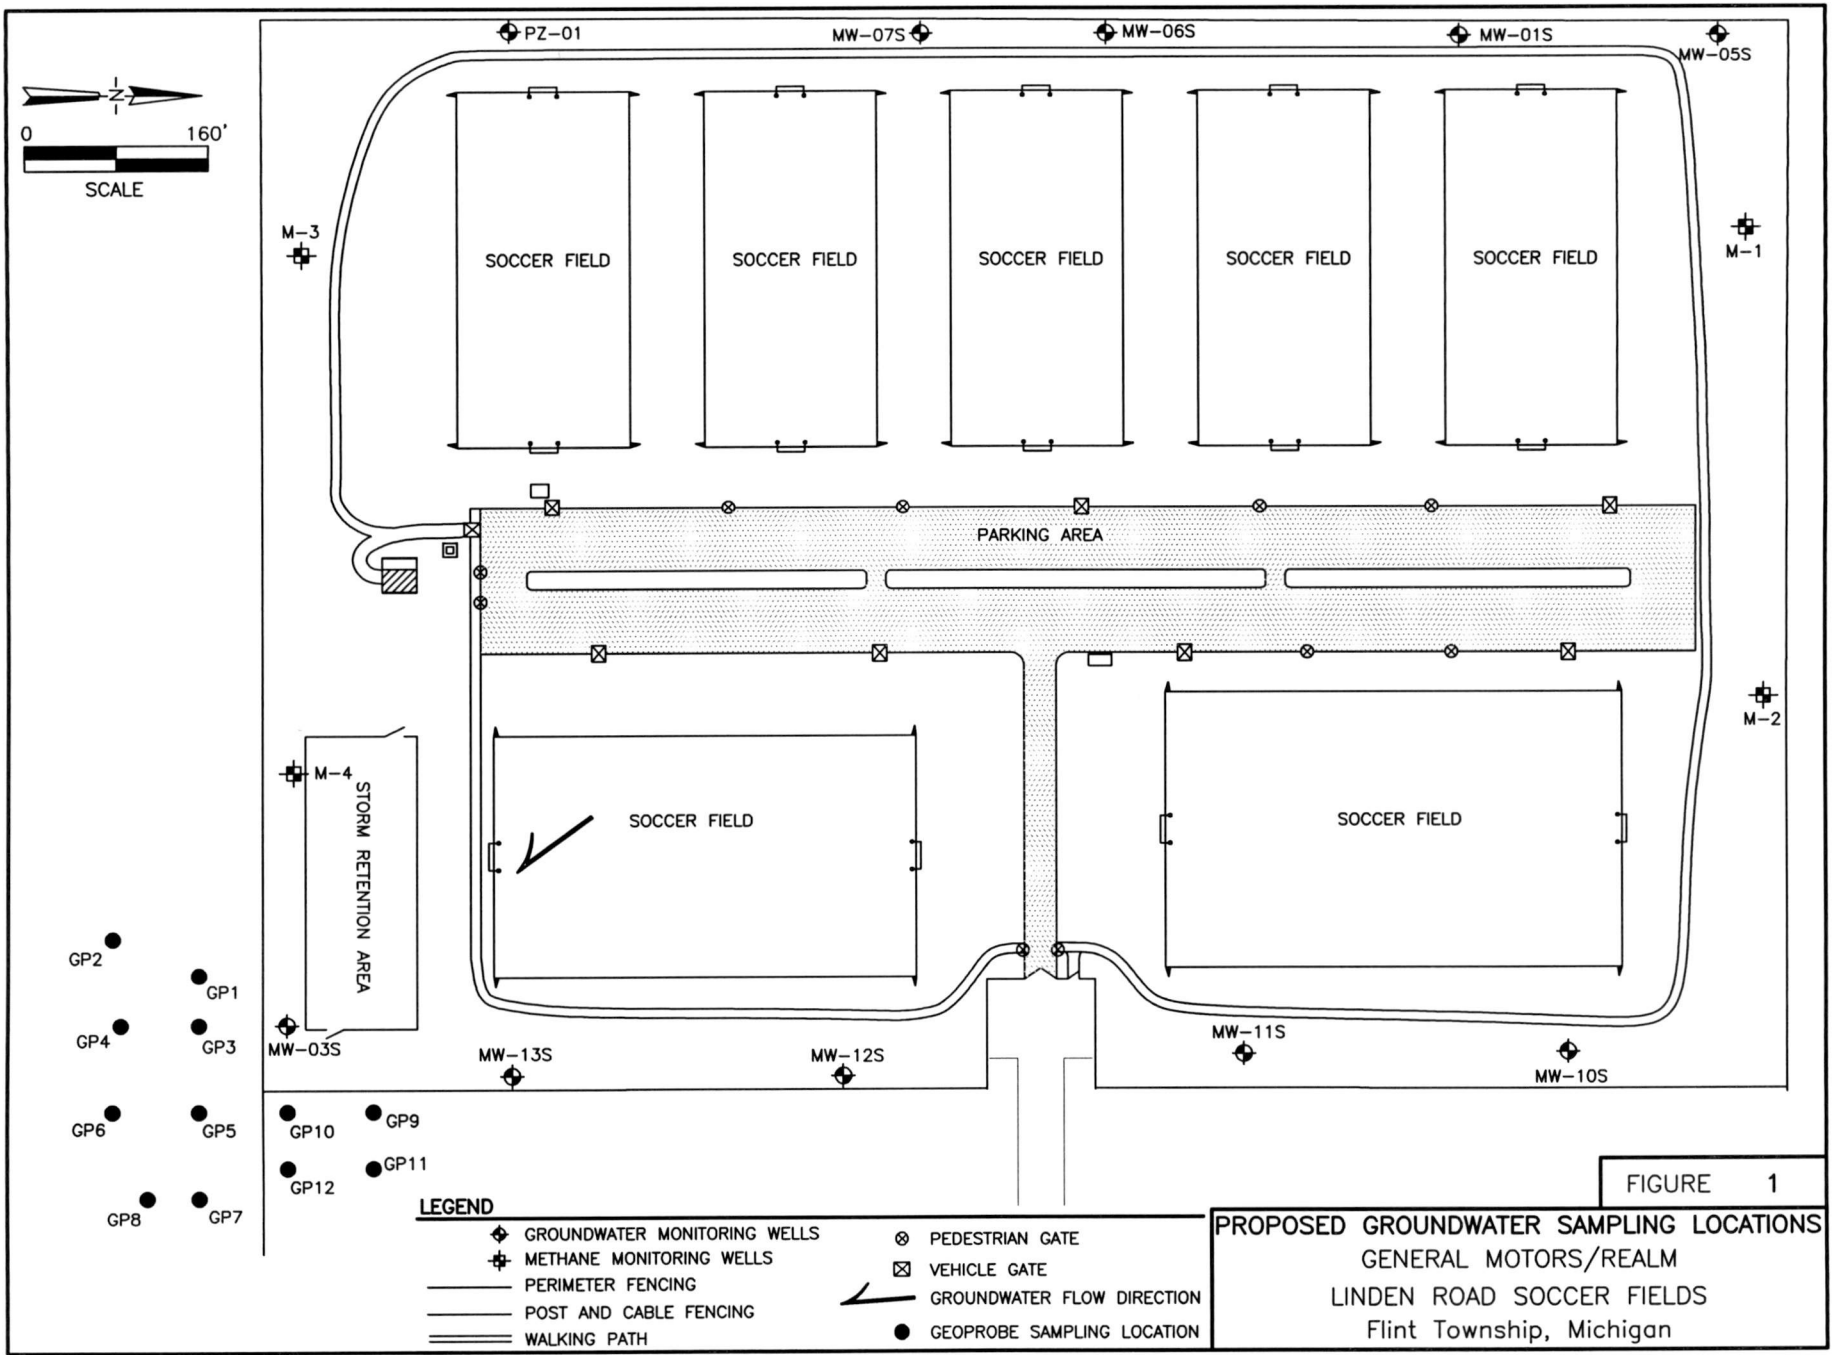 PZ-01
MW-07S
MW-06S
MW-01S
MW-05S
N
0 160'
SCALE
M-3
M-1
SOCCER FIELD
SOCCER FIELD
SOCCER FIELD
SOCCER FIELD
SOCCER FIELD
PARKING AREA
M-2
M-4
STORM RETENTION AREA
SOCCER FIELD
SOCCER FIELD
GP2
GP1
GP4
GP3
MW-03S
MW-13S
MW-12S
MW-11S
MW-10S
GP6
GP5
GP10
GP9
GP12
GP11
GP8
GP7
LEGEND
GROUNDWATER MONITORING WELLS
METHANE MONITORING WELLS
PERIMETER FENCING
POST AND CABLE FENCING
WALKING PATH
PEDESTRIAN GATE
VEHICLE GATE
GROUNDWATER FLOW DIRECTION
GEOPROBE SAMPLING LOCATION
FIGURE 1
PROPOSED GROUNDWATER SAMPLING LOCATIONS
GENERAL MOTORS/REALM
LINDEN ROAD SOCCER FIELDS
Flint Township, Michigan